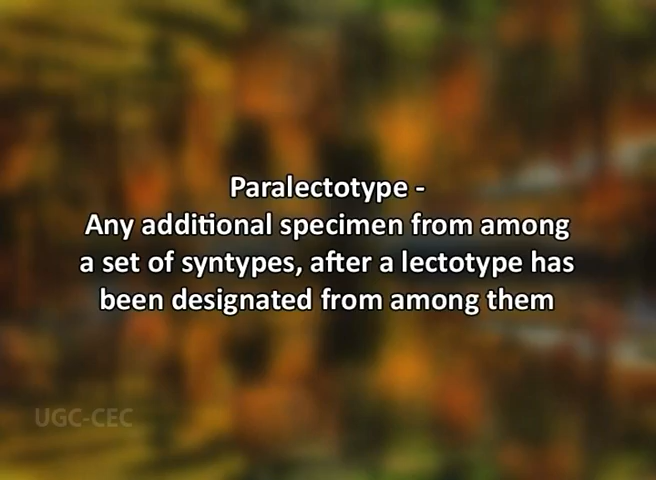 Paralectotype -
Any additional specimen from among
a set of syntypes, after a lectotype has
been designated from among them
UGC-CEC